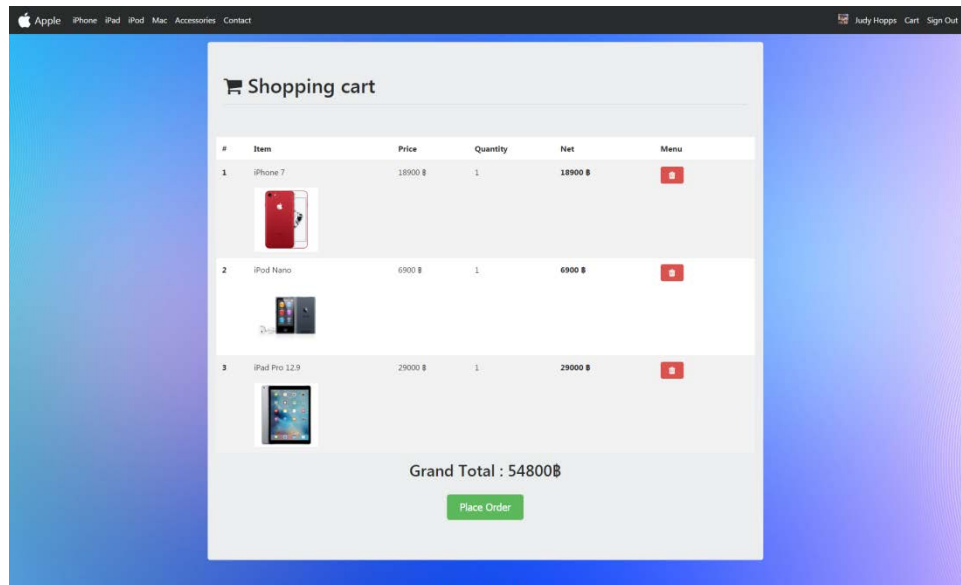 Apple iPhone iPad iPod Mac Accessories Contact Judy Hopps Cart Sign Out
Shopping cart
# Item Price Quantity Net Menu
1 iPhone 7 18900 ฿ 1 18900 ฿
2 iPod Nano 6900 ฿ 1 6900 ฿
3 iPad Pro 12.9 29000 ฿ 1 29000 ฿
Grand Total : 54800฿
Place Order